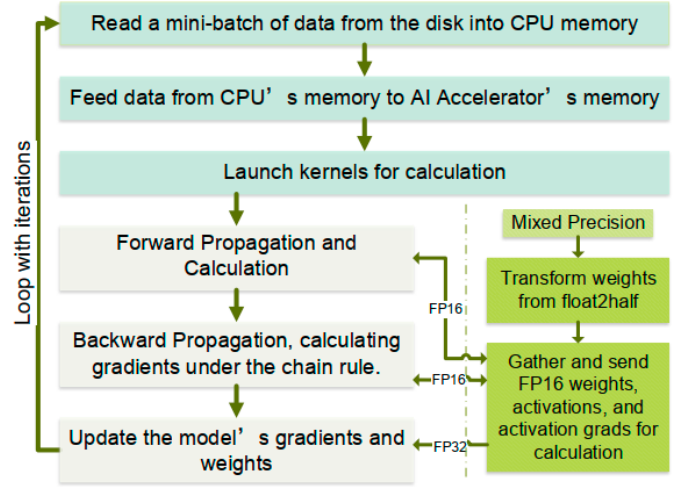 Read a mini-batch of data from the disk into CPU memory
Feed data from CPU's memory to AI Accelerator's memory
Launch kernels for calculation
Loop with iterations
Forward Propagation and
Calculation
Backward Propagation, calculating
gradients under the chain rule.
Update the model's gradients and
weights
FP16
FP16
FP32
Mixed Precision
Transform weights
from float2half
Gather and send
FP16 weights,
activations, and
activation grads for
calculation